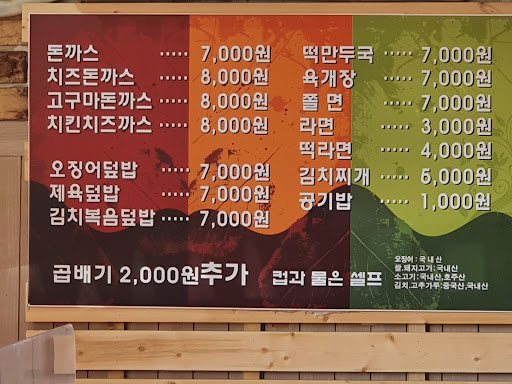 돈까스 ····· 7,000원
치즈돈까스 ····· 8,000원
고구마돈까스 ····· 8,000원
치킨치즈까스 ····· 8,000원
오징어덮밥 ····· 7,000원
제육덮밥 ····· 7,000원
김치볶음덮밥 ····· 7,000원
떡만두국 ····· 7,000원
육개장 ····· 7,000원
쫄 면 ····· 7,000원
라면 ····· 3,000원
떡라면 ····· 4,000원
김치찌개 ····· 6,000원
공기밥 ····· 1,000원
곱배기 2,000원추가
컵과 물은 셀프
오징어:국내산
쌀.돼지고기:국내산
소고기:국내산,호주산
김치.고추가루:중국산,국내산